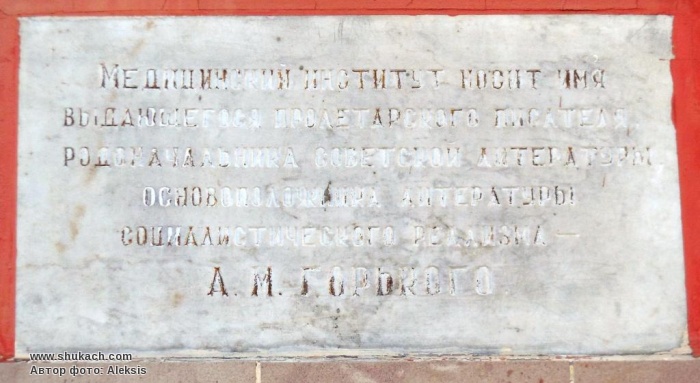 Медицинский институт носит имя
выдающегося пролетарского писателя,
родоначальника советской литературы,
основоположника литературы
социалистического реализма —
А. М. Горького
www.shukach.com
Автор фото: Aleksis